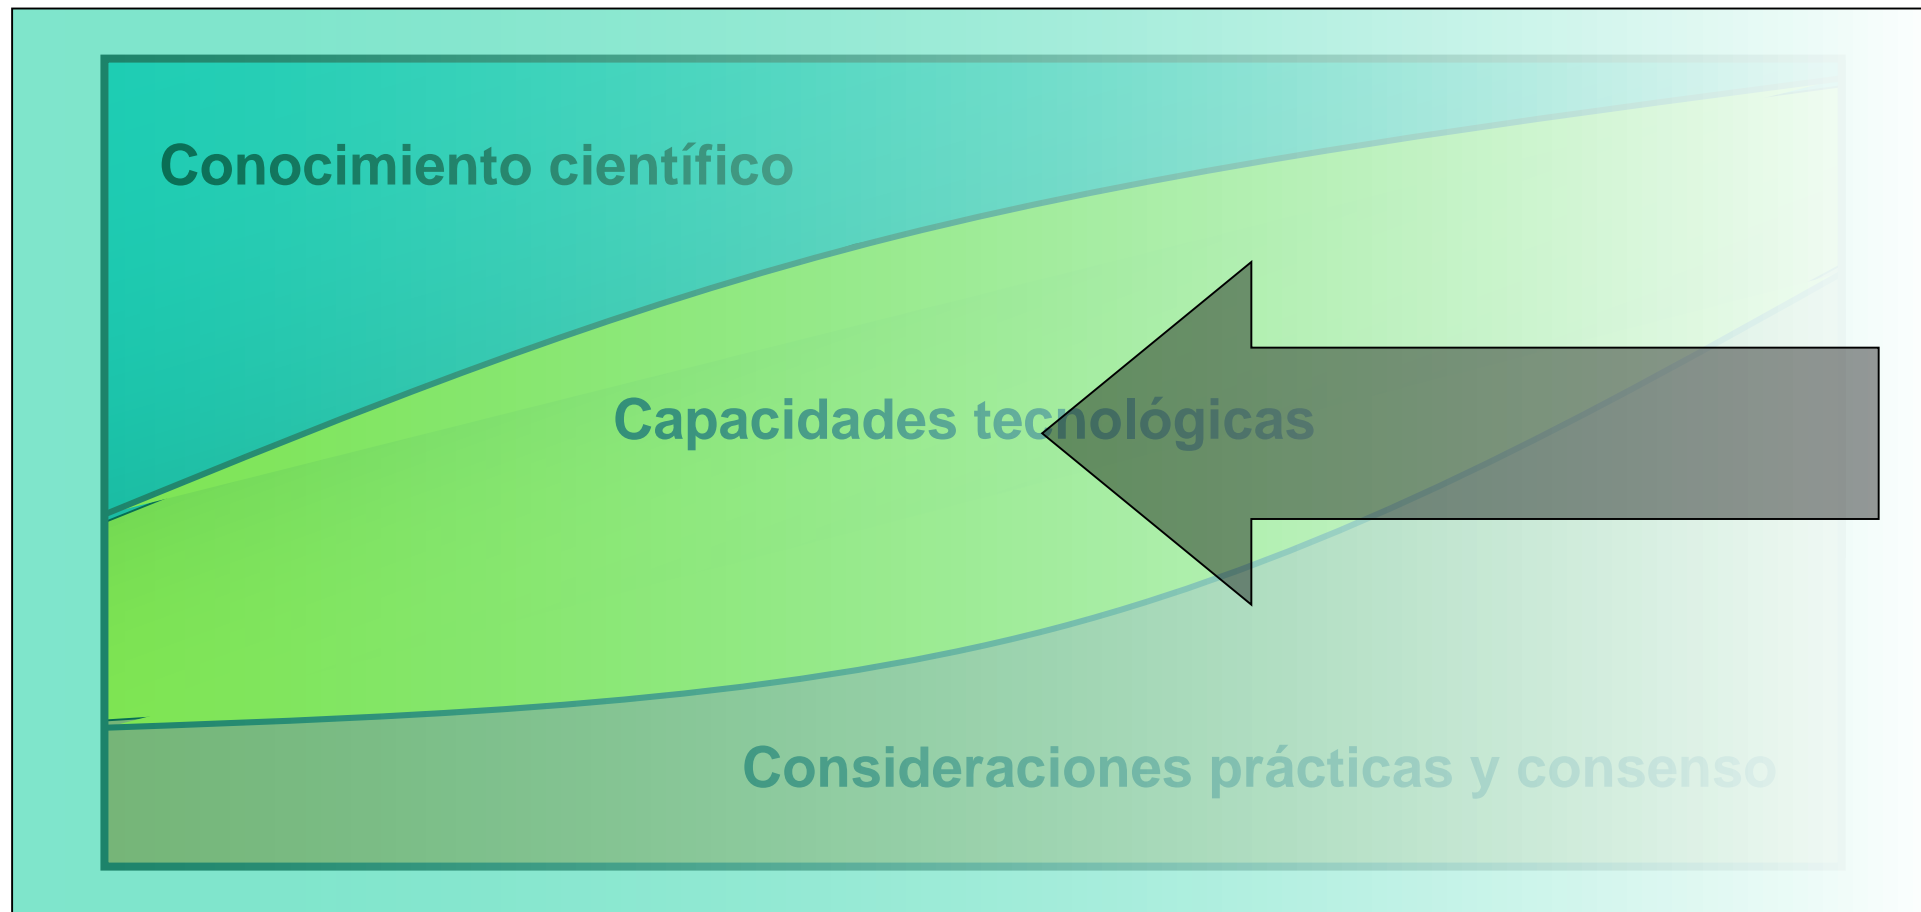 Conocimiento científico
Capacidades tecnológicas
Consideraciones prácticas y consenso